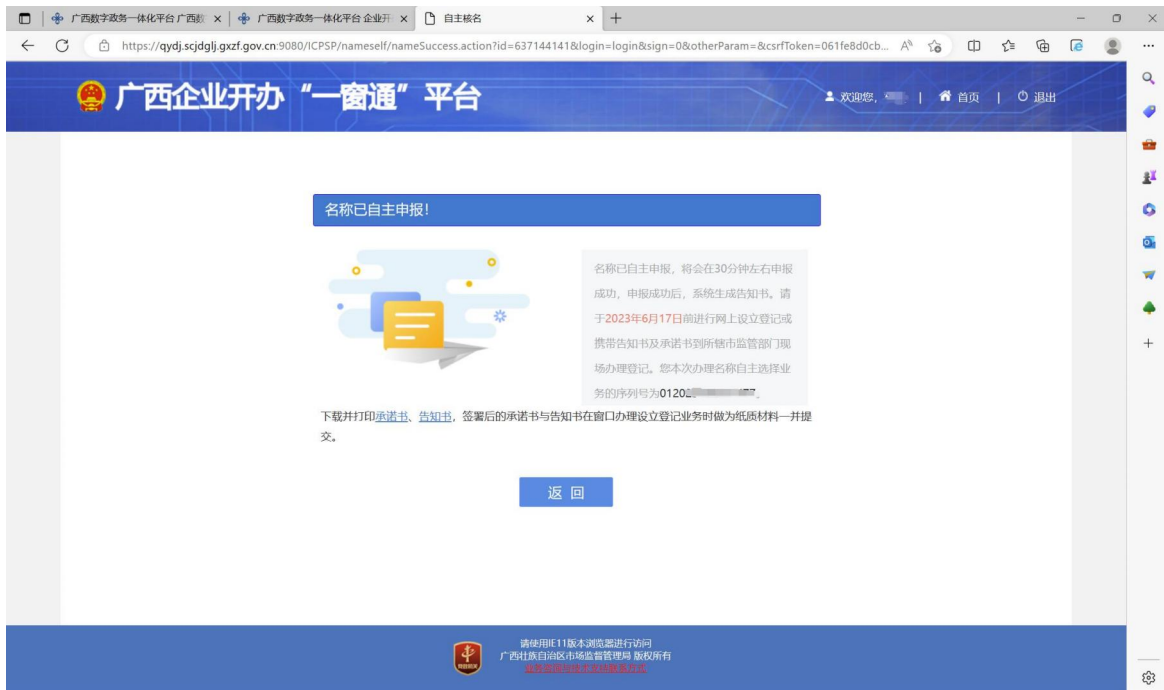 广西数字政务一体化平台 广西数
广西数字政务一体化平台 企业开
自主核名
https://qydj.scjdglj.gxzf.gov.cn:9080/ICPSP/nameself/nameSuccess.action?id=637144141&login=login&sign=0&otherParam=&csrfToken=061fe8d0cb...
广西企业开办“一窗通”平台
欢迎您, | 首页 | 退出
名称已自主申报！
名称已自主申报，将会在30分钟左右申报
成功，申报成功后，系统生成告知书。请
于2023年6月17日前进行网上设立登记或
携带告知书及承诺书到所辖市监管部门现
场办理登记。您本次办理名称自主选择业
务的序列号为0120
下载并打印承诺书、告知书，签署后的承诺书与告知书在窗口办理设立登记业务时做为纸质材料一并提
交。
返 回
请使用IE11版本浏览器进行访问
广西壮族自治区市场监督管理局 版权所有